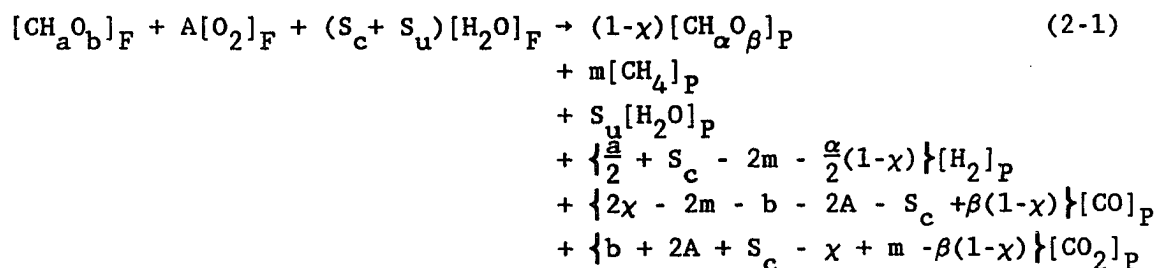 [CH_aO_b]_F + A[O_2]_F + (S_c+ S_u)[H_2O]_F → (1-χ)[CH_αO_β]_P (2-1)
+ m[CH_4]_P
+ S_u[H_2O]_P
+ {a/2 + S_c - 2m - α/2(1-χ)}[H_2]_P
+ {2χ - 2m - b - 2A - S_c +β(1-χ)}[CO]_P
+ {b + 2A + S_c - χ + m -β(1-χ)}[CO_2]_P